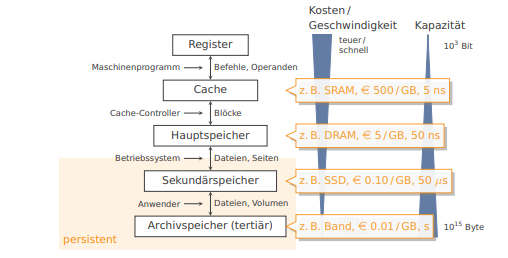 Kosten/
Geschwindigkeit
Kapazität
teuer/
schnell
10³ Bit
Register
Maschinenprogramm
Befehle, Operanden
Cache
z. B. SRAM, € 500/GB, 5 ns
Cache-Controller
Blöcke
Hauptspeicher
z. B. DRAM, € 5/GB, 50 ns
Betriebssystem
Dateien, Seiten
Sekundärspeicher
z. B. SSD, € 0.10/GB, 50 μs
Anwender
Dateien, Volumen
Archivspeicher (tertiär)
z. B. Band, € 0.01/GB, s
10¹⁵ Byte
persistent